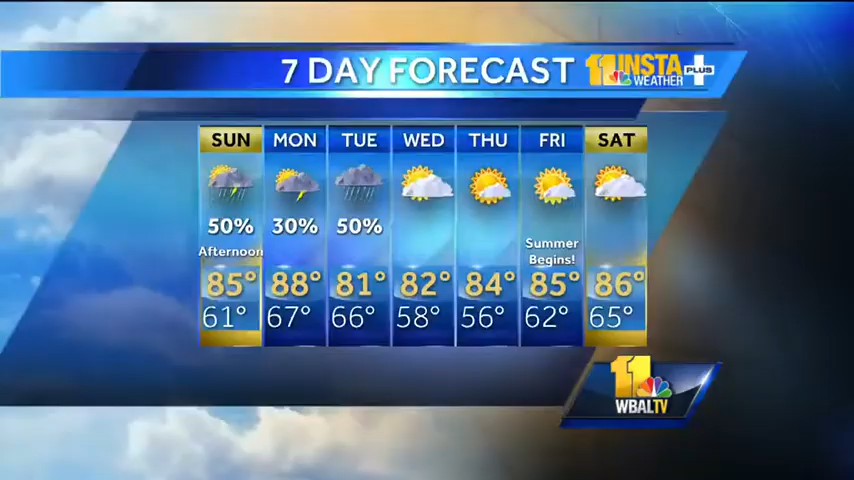 7 DAY FORECAST
11 INSTA
WEATHER PLUS
SUN MON TUE WED THU FRI SAT
50% 30% 50%
Afternoon
Summer
Begins!
85° 88° 81° 82° 84° 85° 86°
61° 67° 66° 58° 56° 62° 65°
11
WBALTV